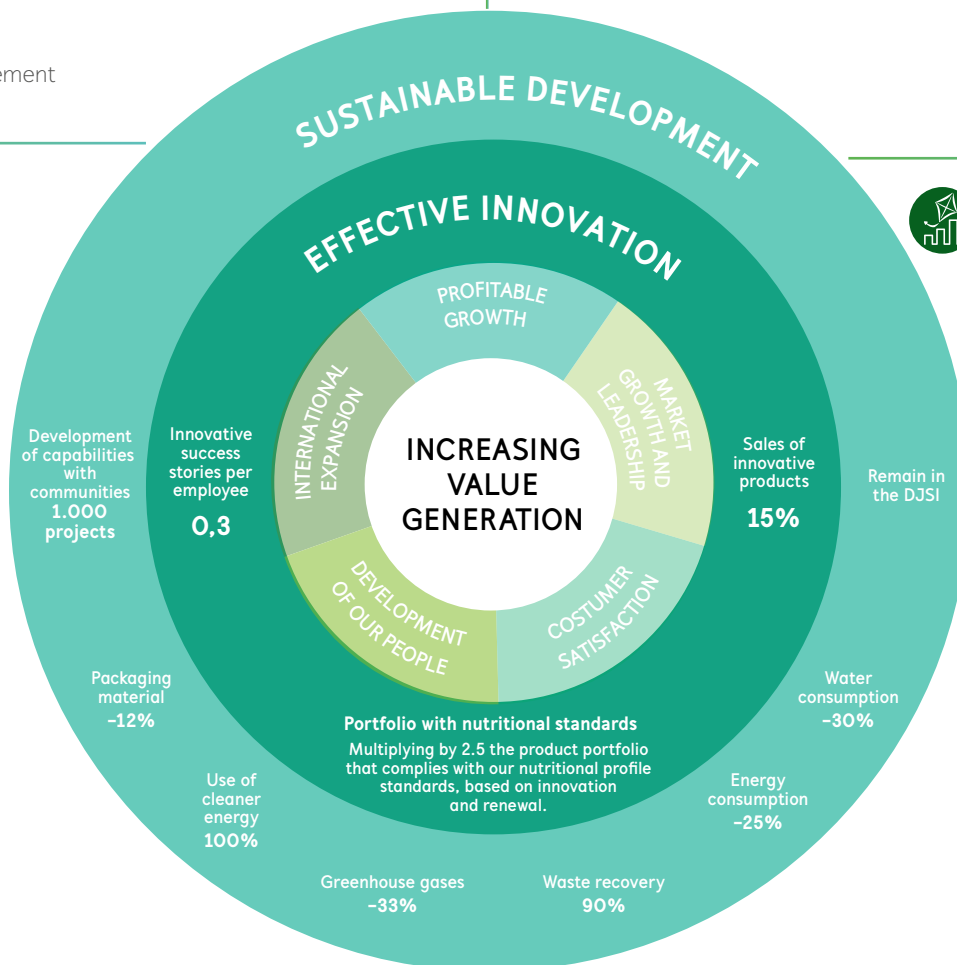 ement
SUSTAINABLE DEVELOPMENT
EFFECTIVE INNOVATION
PROFITABLE
GROWTH
MARKET
GROWTH AND
LEADERSHIP
COSTUMER
SATISFACTION
DEVELOPMENT
OF OUR PEOPLE
INTERNATIONAL
EXPANSION
INCREASING
VALUE
GENERATION
Development
of capabilities
with
communities
1.000
projects
Innovative
success
stories per
employee
0,3
Sales of
innovative
products
15%
Remain in
the DJSI
Packaging
material
-12%
Portfolio with nutritional standards
Multiplying by 2.5 the product portfolio
that complies with our nutritional profile
standards, based on innovation
and renewal.
Water
consumption
-30%
Use of
cleaner
energy
100%
Energy
consumption
-25%
Greenhouse gases
-33%
Waste recovery
90%